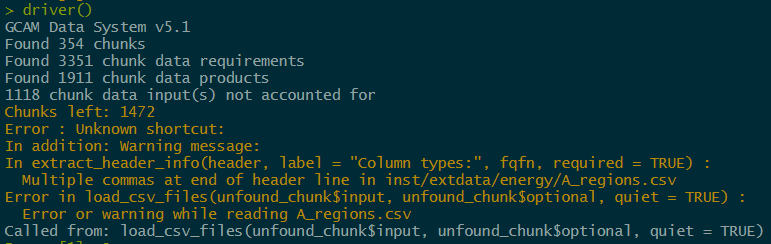 > driver()
GCAM Data System v5.1
Found 354 chunks
Found 3351 chunk data requirements
Found 1911 chunk data products
1118 chunk data input(s) not accounted for
Chunks left: 1472
Error : Unknown shortcut:
In addition: Warning message:
In extract_header_info(header, label = "Column types:", fqfn, required = TRUE) :
  Multiple commas at end of header line in inst/extdata/energy/A_regions.csv
Error in load_csv_files(unfound_chunk$input, unfound_chunk$optional, quiet = TRUE) :
  Error or warning while reading A_regions.csv
Called from: load_csv_files(unfound_chunk$input, unfound_chunk$optional, quiet = TRUE)